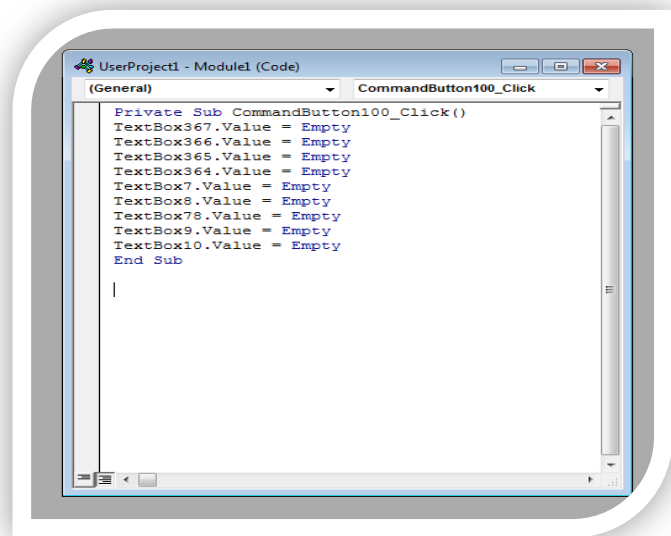 UserProject1 - Module1 (Code)
(General) CommandButton100_Click
Private Sub CommandButton100_Click()
TextBox367.Value = Empty
TextBox366.Value = Empty
TextBox365.Value = Empty
TextBox364.Value = Empty
TextBox7.Value = Empty
TextBox8.Value = Empty
TextBox78.Value = Empty
TextBox9.Value = Empty
TextBox10.Value = Empty
End Sub